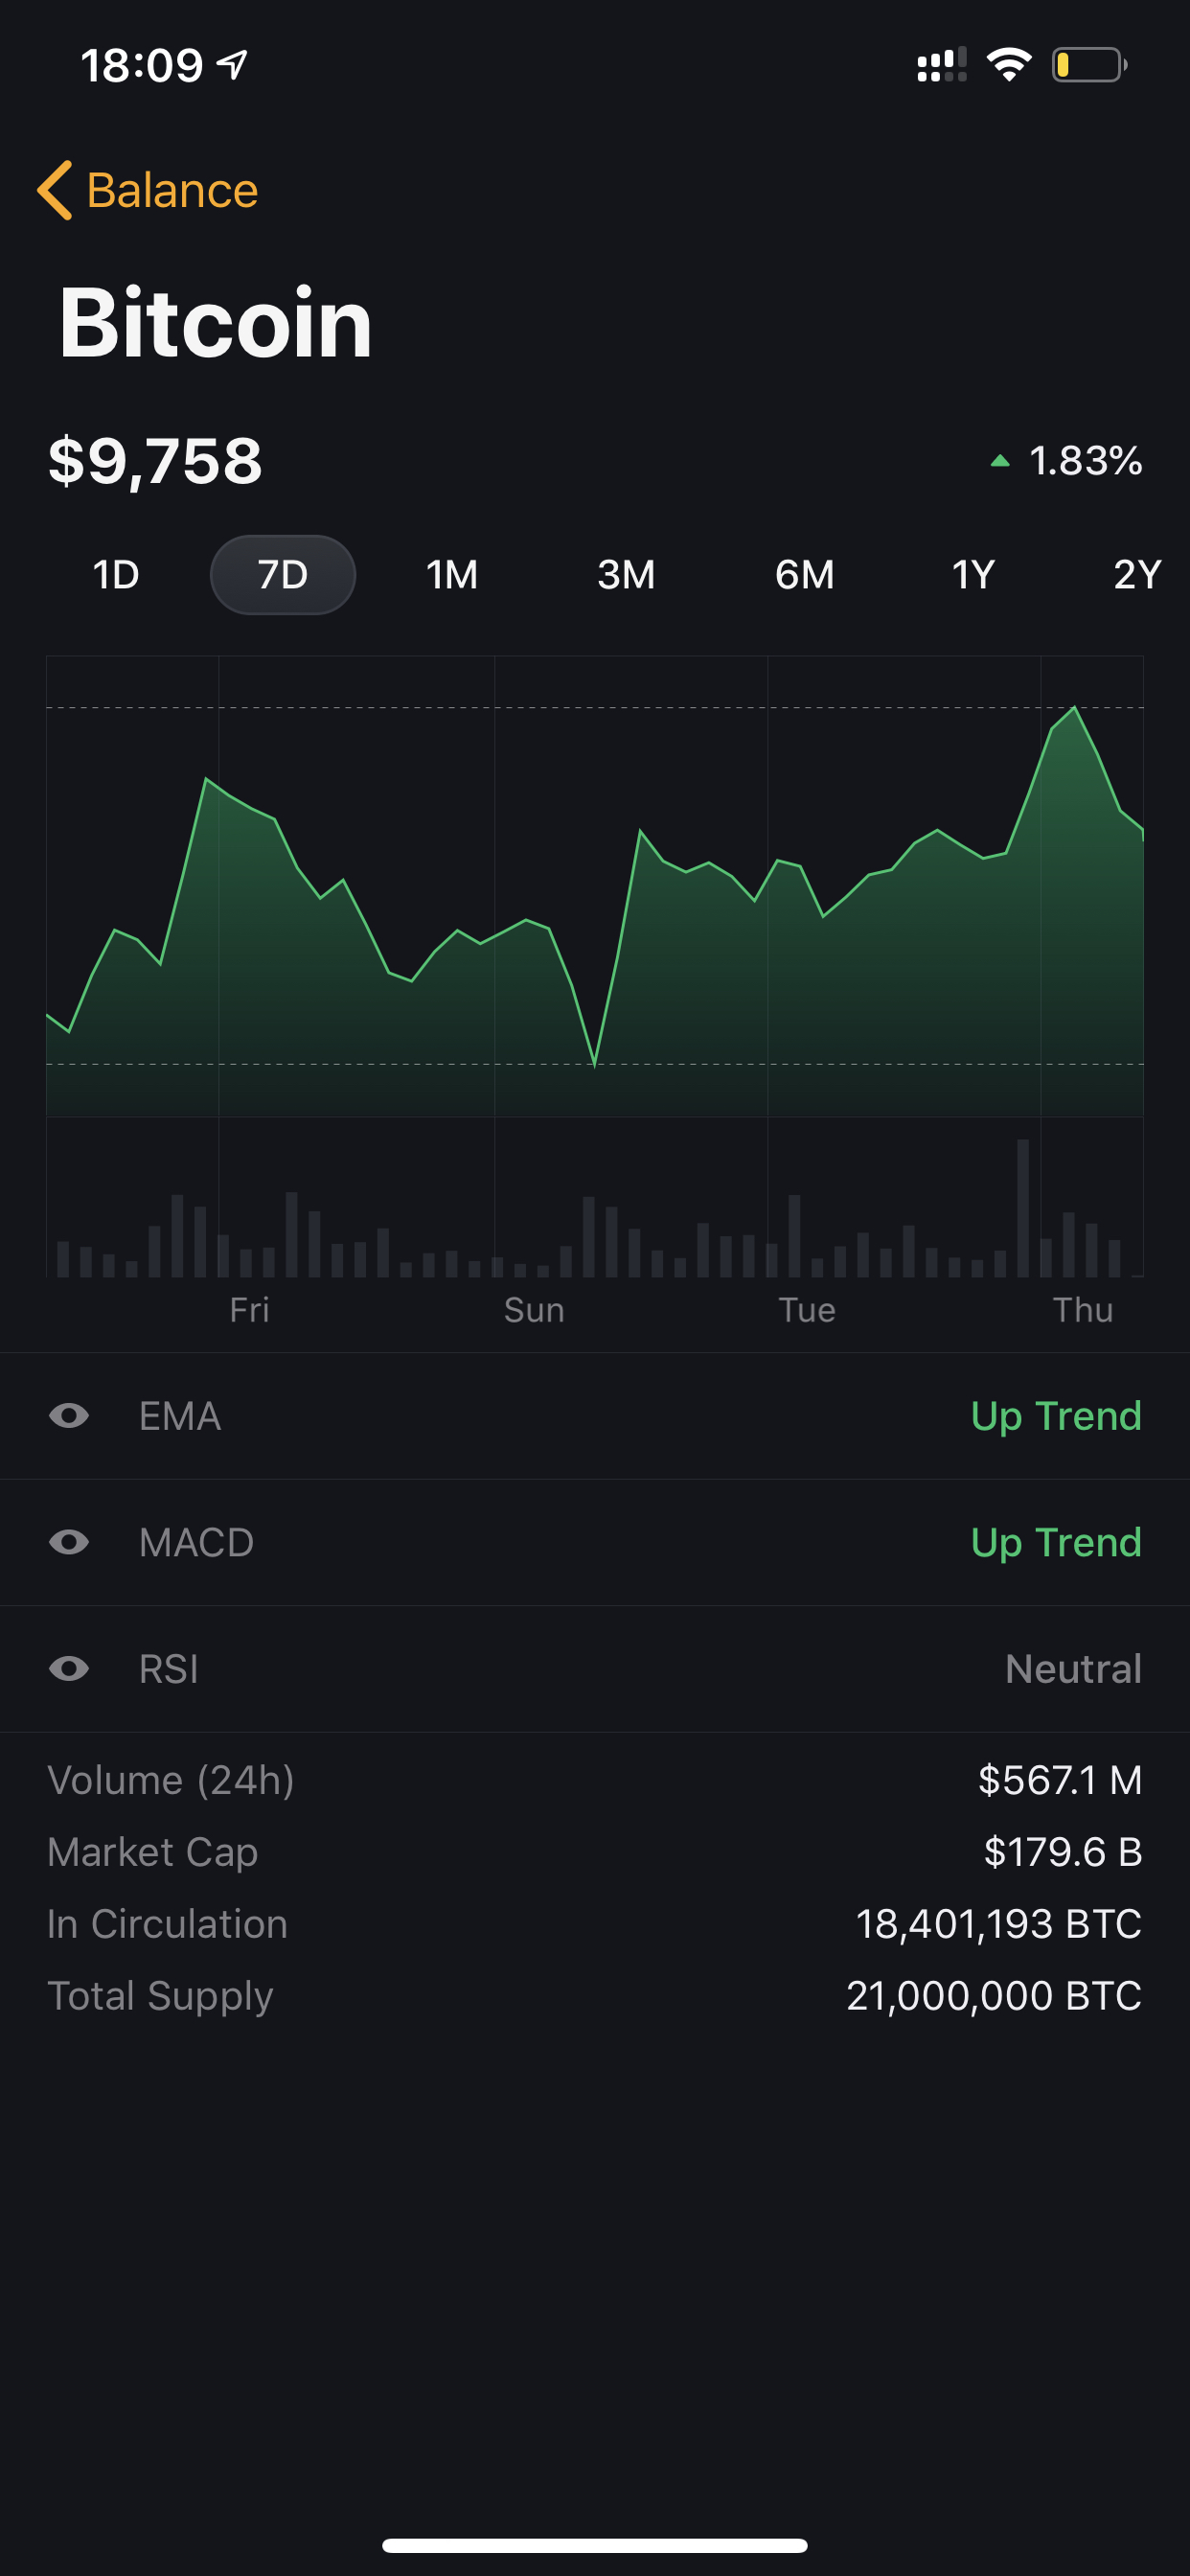 18:09
Balance
Bitcoin
$9,758 1.83%
1D 7D 1M 3M 6M 1Y 2Y
Fri Sun Tue Thu
EMA Up Trend
MACD Up Trend
RSI Neutral
Volume (24h) $567.1 M
Market Cap $179.6 B
In Circulation 18,401,193 BTC
Total Supply 21,000,000 BTC